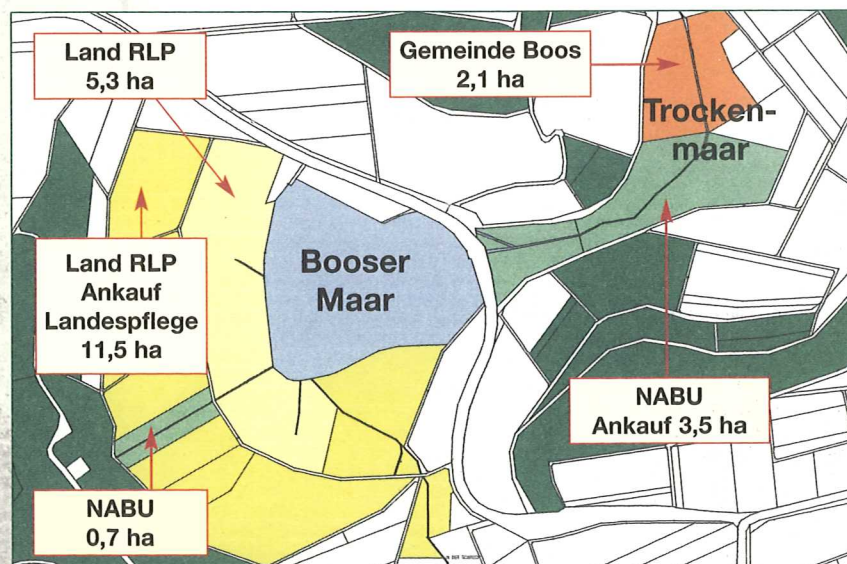 Land RLP
5,3 ha
Gemeinde Boos
2,1 ha
Trocken-
maar
Land RLP
Ankauf
Landespflege
11,5 ha
Booser
Maar
NABU
Ankauf 3,5 ha
NABU
0,7 ha